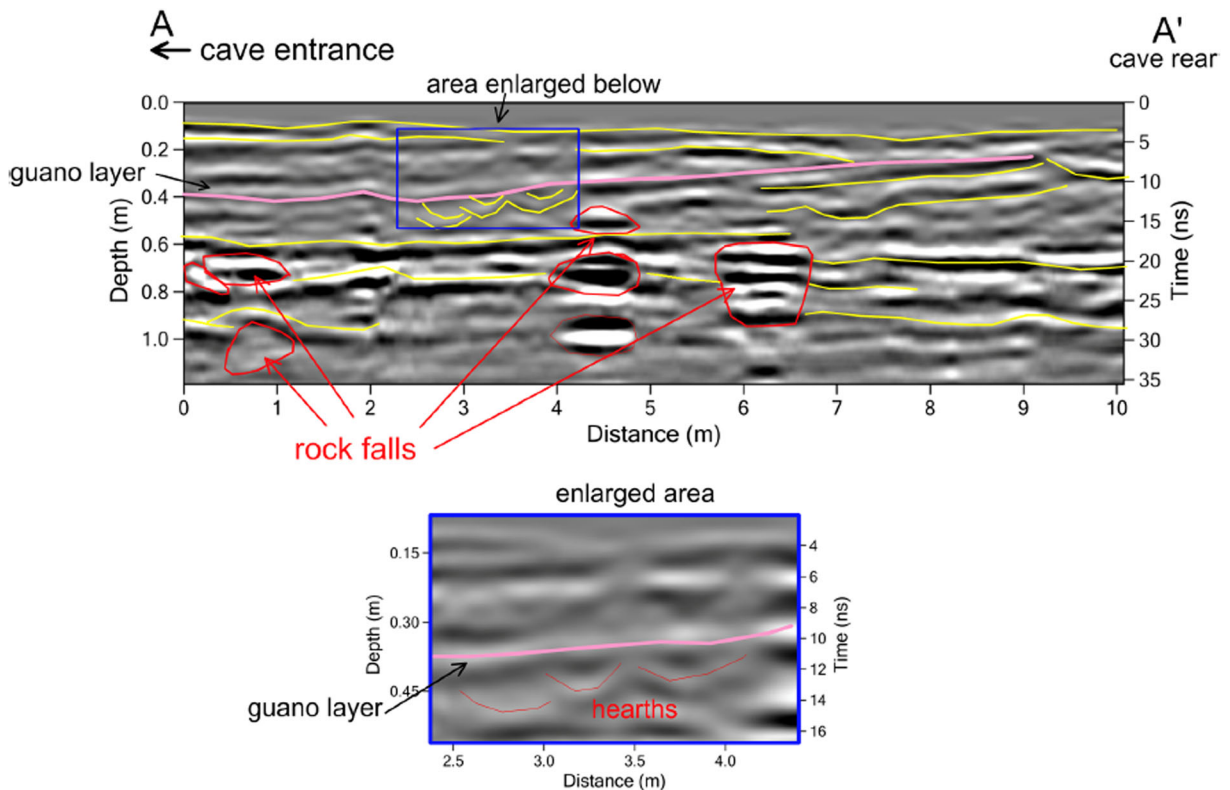 A
A'
← cave entrance
cave rear
area enlarged below
0.0
0.2
0.4
0.6
0.8
1.0
Depth (m)
guano layer
0
5
10
15
20
25
30
35
Time (ns)
0 1 2 3 4 5 6 7 8 9 10
Distance (m)
rock falls
enlarged area
0.15
0.30
0.45
Depth (m)
4
6
8
10
12
14
16
Time (ns)
guano layer
hearths
2.5 3.0 3.5 4.0
Distance (m)